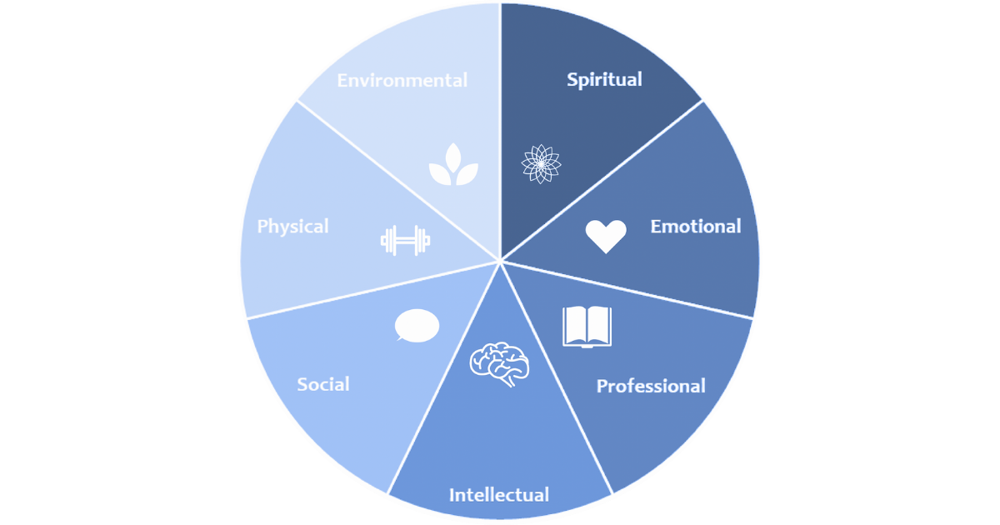 Environmental
Spiritual
Physical
Emotional
Social
Professional
Intellectual